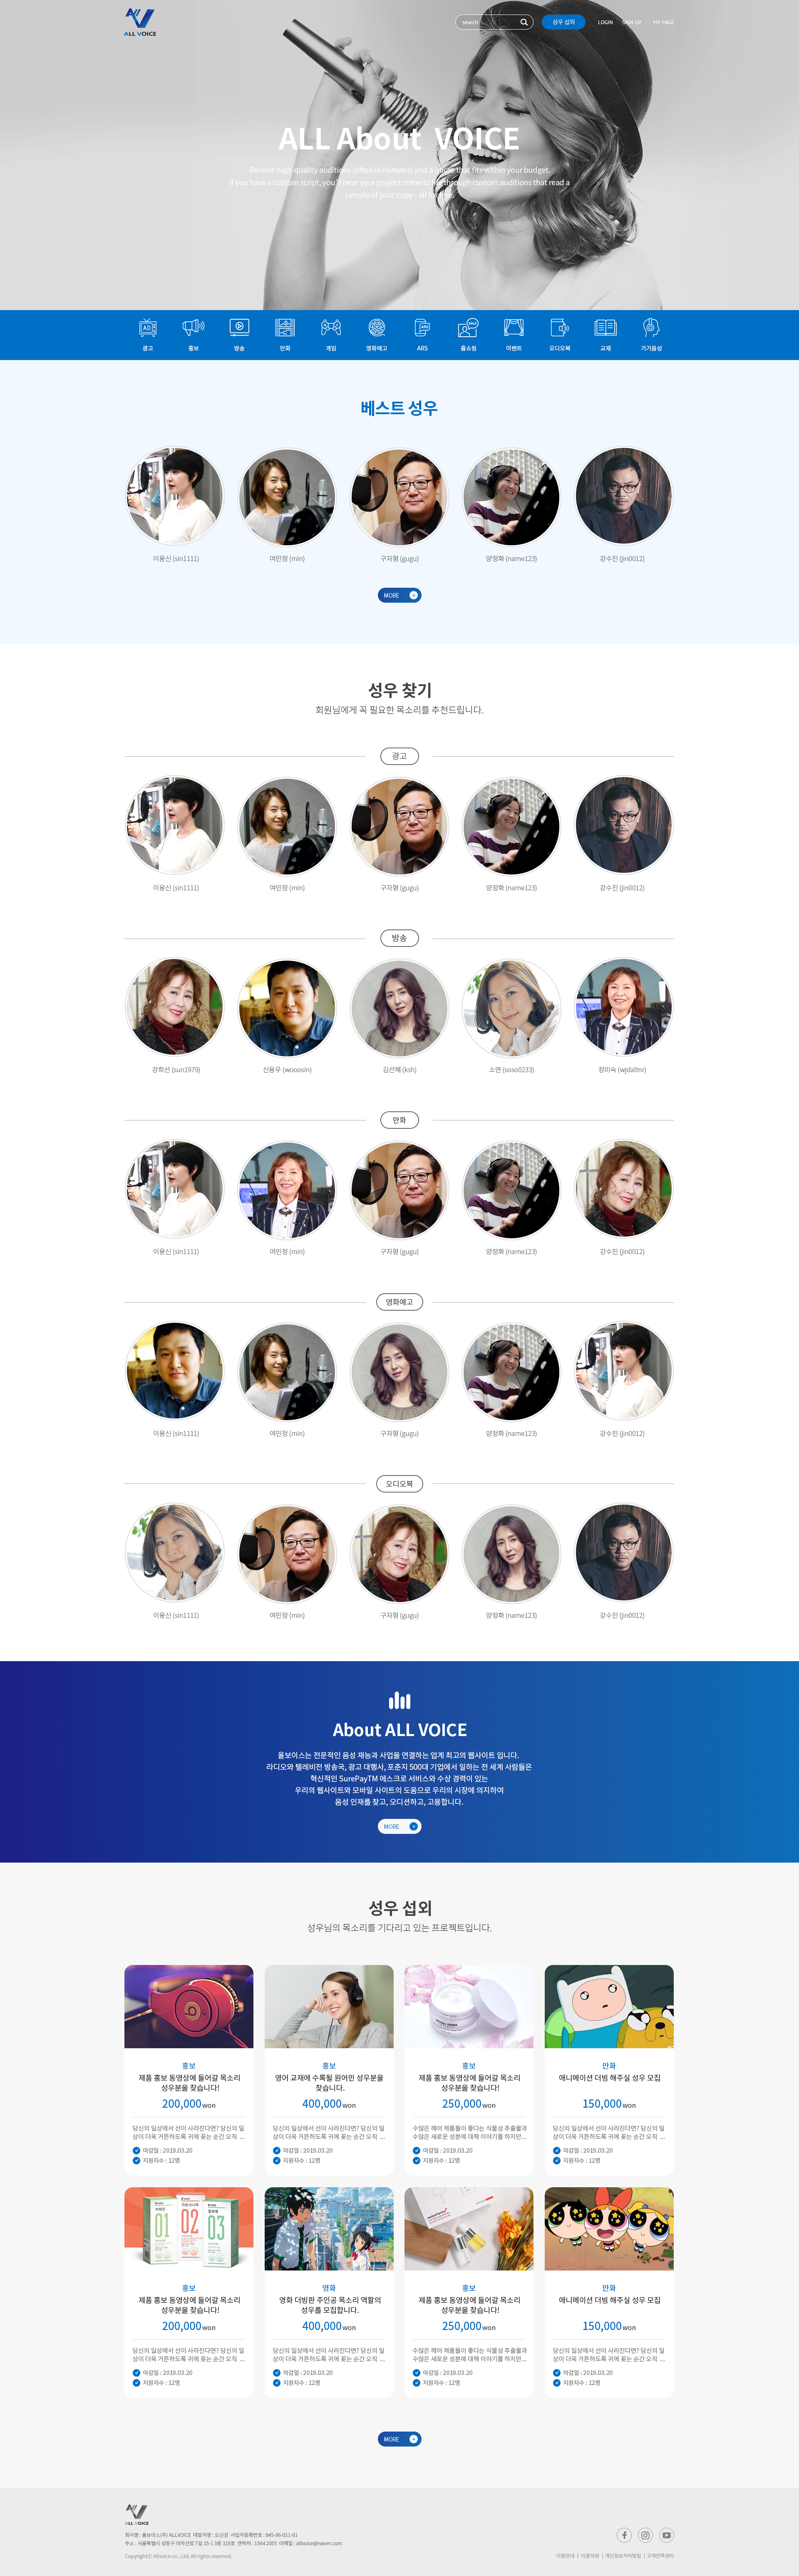 ALL VOICE
search
성우 섭외
LOGIN
SIGN UP
MY PAGE
ALL About VOICE
Receive high-quality auditions (often in minutes) and a quote that fits within your budget.
If you have a custom script, you'll hear your project come to life through custom auditions that read a
sample of your copy - all for free.
AD
광고
홍보
방송
만화
게임
영화예고
ARS
홈쇼핑
이벤트
오디오북
교재
기기음성
베스트 성우
이용신 (sin1111)
여민정 (min)
구자형 (gugu)
양정화 (name123)
강수진 (jin0012)
MORE
성우 찾기
회원님에게 꼭 필요한 목소리를 추천드립니다.
광고
이용신 (sin1111)
여민정 (min)
구자형 (gugu)
양정화 (name123)
강수진 (jin0012)
방송
강희선 (sun1979)
신용우 (wooosin)
김선혜 (ksh)
소연 (soso0233)
정미숙 (wjdaltnr)
만화
이용신 (sin1111)
여민정 (min)
구자형 (gugu)
양정화 (name123)
강수진 (jin0012)
영화예고
이용신 (sin1111)
여민정 (min)
구자형 (gugu)
양정화 (name123)
강수진 (jin0012)
오디오북
이용신 (sin1111)
여민정 (min)
구자형 (gugu)
양정화 (name123)
강수진 (jin0012)
About ALL VOICE
올보이스는 전문적인 음성 재능과 사업을 연결하는 업계 최고의 웹사이트 입니다.
라디오와 텔레비전 방송국, 광고 대행사, 포춘지 500대 기업에서 일하는 전 세계 사람들은
혁신적인 SurePayTM 에스크로 서비스와 수상 경력이 있는
우리의 웹사이트와 모바일 사이트의 도움으로 우리의 시장에 의지하여
음성 인재를 찾고, 오디션하고, 고용합니다.
MORE
성우 섭외
성우님의 목소리를 기다리고 있는 프로젝트입니다.
홍보
제품 홍보 동영상에 들어갈 목소리
성우분을 찾습니다!
200,000won
당신의 일상에서 선이 사라진다면? 당신의 일
상이 더욱 거른하도록 귀에 꽂는 순간 오직 ...
마감일 : 2019.03.20
지원자수 : 12명
홍보
영어 교재에 수록될 원어민 성우분을
찾습니다.
400,000won
당신의 일상에서 선이 사라진다면? 당신의 일
상이 더욱 거른하도록 귀에 꽂는 순간 오직 ...
마감일 : 2019.03.20
지원자수 : 12명
홍보
제품 홍보 동영상에 들어갈 목소리
성우분을 찾습니다!
250,000won
수많은 헤어 제품들이 좋다는 식물성 추출물과
수많은 새로운 성분에 대해 이야기를 하지만...
마감일 : 2019.03.20
지원자수 : 12명
만화
애니메이션 더빙 해주실 성우 모집
150,000won
당신의 일상에서 선이 사라진다면? 당신의 일
상이 더욱 거른하도록 귀에 꽂는 순간 오직 ...
마감일 : 2019.03.20
지원자수 : 12명
01
02
03
홍보
제품 홍보 동영상에 들어갈 목소리
성우분을 찾습니다!
200,000won
당신의 일상에서 선이 사라진다면? 당신의 일
상이 더욱 거른하도록 귀에 꽂는 순간 오직 ...
마감일 : 2019.03.20
지원자수 : 12명
영화
영화 더빙판 주인공 목소리 역할의
성우를 모집합니다.
400,000won
당신의 일상에서 선이 사라진다면? 당신의 일
상이 더욱 거른하도록 귀에 꽂는 순간 오직 ...
마감일 : 2019.03.20
지원자수 : 12명
홍보
제품 홍보 동영상에 들어갈 목소리
성우분을 찾습니다!
250,000won
수많은 헤어 제품들이 좋다는 식물성 추출물과
수많은 새로운 성분에 대해 이야기를 하지만...
마감일 : 2019.03.20
지원자수 : 12명
만화
애니메이션 더빙 해주실 성우 모집
150,000won
당신의 일상에서 선이 사라진다면? 당신의 일
상이 더욱 거른하도록 귀에 꽂는 순간 오직 ...
마감일 : 2019.03.20
지원자수 : 12명
MORE
ALL VOICE
회사명 : 올보이스(주) ALLVOICE 대표자명 : 오신성 사업자등록번호 : 845-86-011-81
주소 : 서울특별시 성동구 아차산로 7길 15-1 3층 316호 연락처 : 1544 2055 이메일 : allvoice@naver.com
Copyrightⓒ Allvoice co., Ltd. All rights reserved.
이용안내 | 이용약관 | 개인정보처리방침 | 고객만족센터